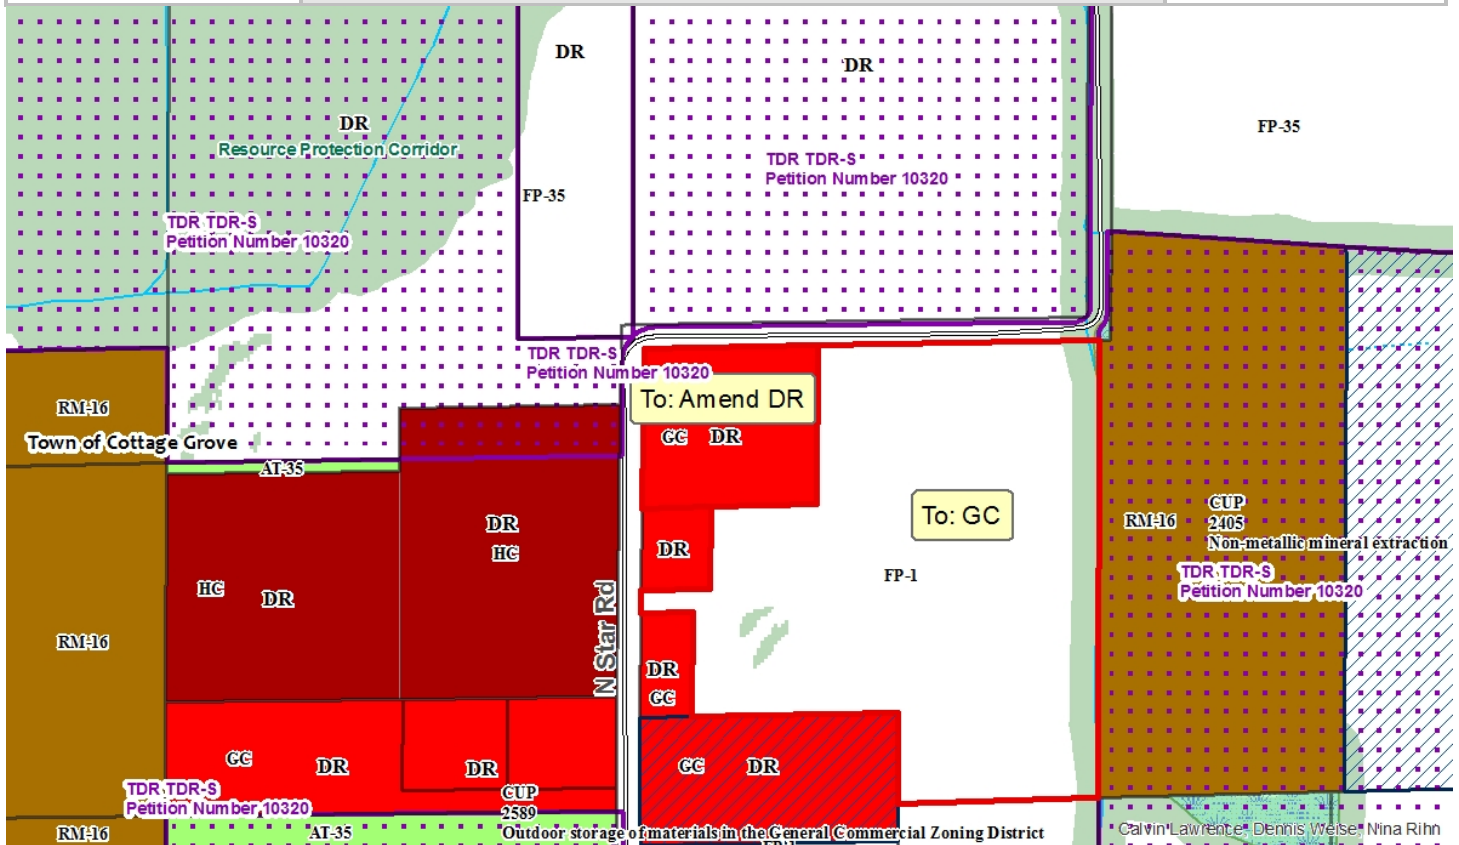 DR
DR
FP-35
DR
Resource Protection Corridor
TDR TDR-S
Petition Number 10320
FP-35
TDR TDR-S
Petition Number 10320
TDR TDR-S
Petition Number 10320
To: Amend DR
RM-16
GC DR
Town of Cottage Grove
AT-35
To: GC
CUP
RM-16 2405
Non-metallic mineral extraction
DR
HC
DR
FP-1
TDR TDR-S
Petition Number 10320
HC DR
N Star Rd
RM-16
DR
GC
GC DR
DR
GC DR
TDR TDR-S
Petition Number 10320
CUP
2589
Outdoor storage of materials in the General Commercial Zoning District
RM-16
AT-35
FP-1
Calvin Lawrence, Dennis Weise, Nina Rihn